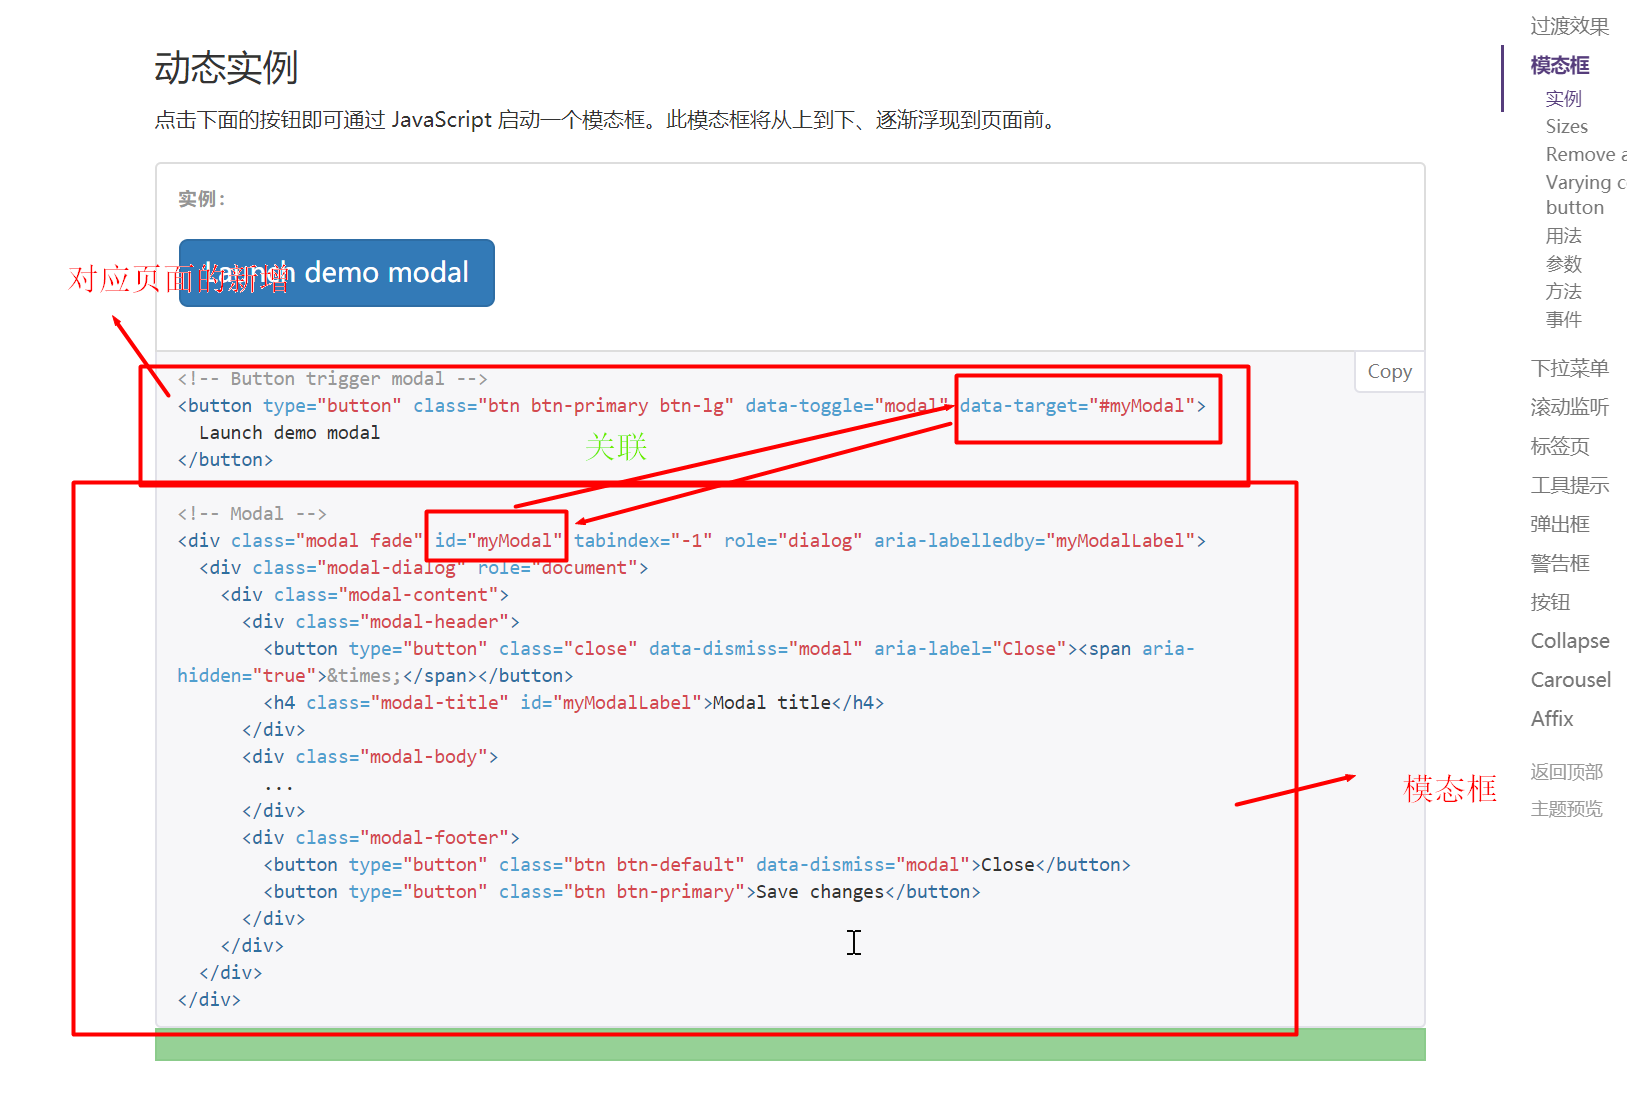 动态实例
点击下面的按钮即可通过 JavaScript 启动一个模态框。此模态框将从上到下、逐渐浮现到页面前。
实例：
Launch demo modal
对应页面的新增
Copy
<!-- Button trigger modal -->
<button type="button" class="btn btn-primary btn-lg" data-toggle="modal" data-target="#myModal">
Launch demo modal
</button>
关联
<!-- Modal -->
<div class="modal fade" id="myModal" tabindex="-1" role="dialog" aria-labelledby="myModalLabel">
<div class="modal-dialog" role="document">
<div class="modal-content">
<div class="modal-header">
<button type="button" class="close" data-dismiss="modal" aria-label="Close"><span aria-
hidden="true">&times;</span></button>
<h4 class="modal-title" id="myModalLabel">Modal title</h4>
</div>
<div class="modal-body">
...
</div>
<div class="modal-footer">
<button type="button" class="btn btn-default" data-dismiss="modal">Close</button>
<button type="button" class="btn btn-primary">Save changes</button>
</div>
</div>
</div>
</div>
模态框
过渡效果
模态框
实例
Sizes
Remove a
Varying c
button
用法
参数
方法
事件
下拉菜单
滚动监听
标签页
工具提示
弹出框
警告框
按钮
Collapse
Carousel
Affix
返回顶部
主题预览